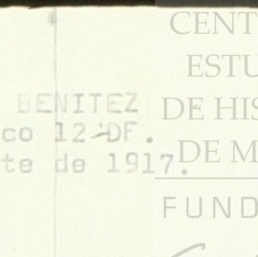 BENITEZ
co 12 DF.
te de 1917.
CENT
ESTU
DE HIS
DE M
FUND